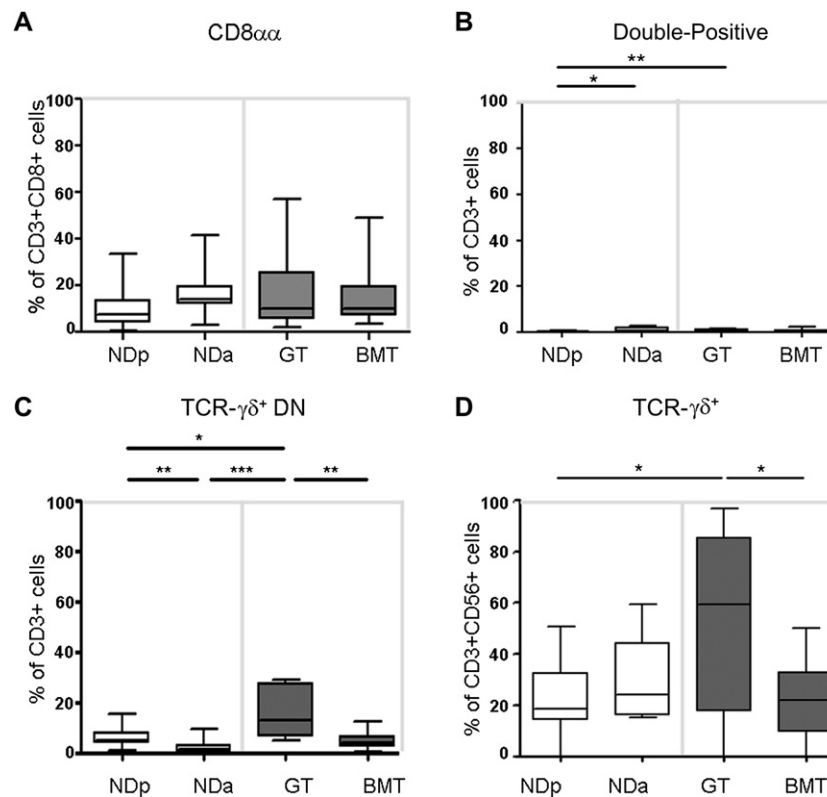 A
CD8αα
% of CD3+CD8+ cells
100
80
60
40
20
0
NDp NDa GT BMT
B
Double-Positive
**
*
% of CD3+ cells
100
80
60
40
20
0
NDp NDa GT BMT
C
TCR-γδ⁺ DN
*
** *** **
% of CD3+ cells
100
80
60
40
20
0
NDp NDa GT BMT
D
TCR-γδ⁺
* *
% of CD3+CD56+ cells
100
80
60
40
20
0
NDp NDa GT BMT